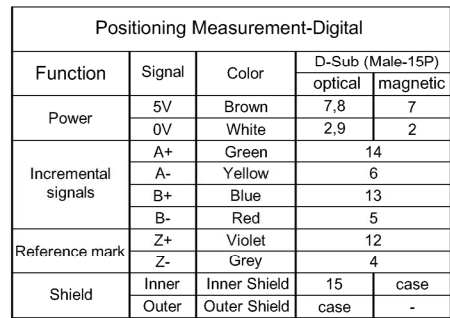 Positioning Measurement-Digital
Function Signal Color D-Sub (Male-15P)
optical magnetic
Power 5V Brown 7,8 7
0V White 2,9 2
Incremental signals A+ Green 14
A- Yellow 6
B+ Blue 13
B- Red 5
Reference mark Z+ Violet 12
Z- Grey 4
Shield Inner Inner Shield 15 case
Outer Outer Shield case -